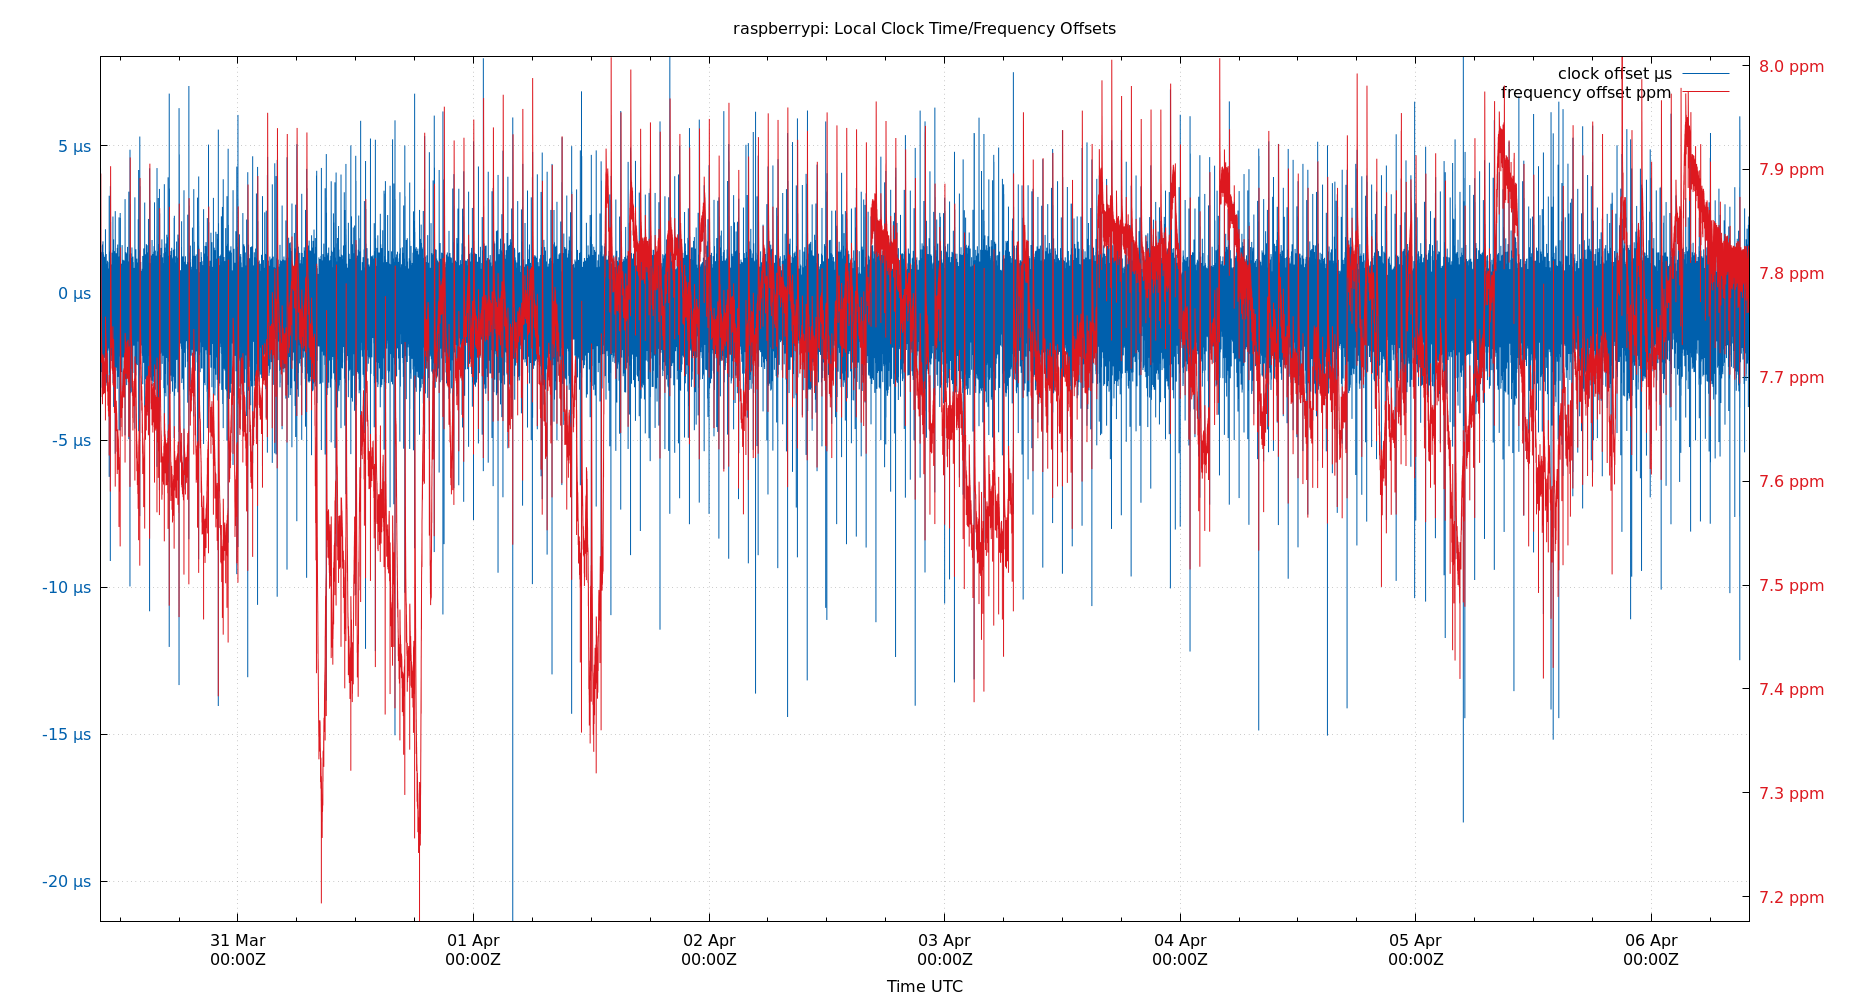 raspberrypi: Local Clock Time/Frequency Offsets
clock offset µs
frequency offset ppm
5 µs
0 µs
-5 µs
-10 µs
-15 µs
-20 µs
8.0 ppm
7.9 ppm
7.8 ppm
7.7 ppm
7.6 ppm
7.5 ppm
7.4 ppm
7.3 ppm
7.2 ppm
31 Mar
00:00Z
01 Apr
00:00Z
02 Apr
00:00Z
03 Apr
00:00Z
04 Apr
00:00Z
05 Apr
00:00Z
06 Apr
00:00Z
Time UTC